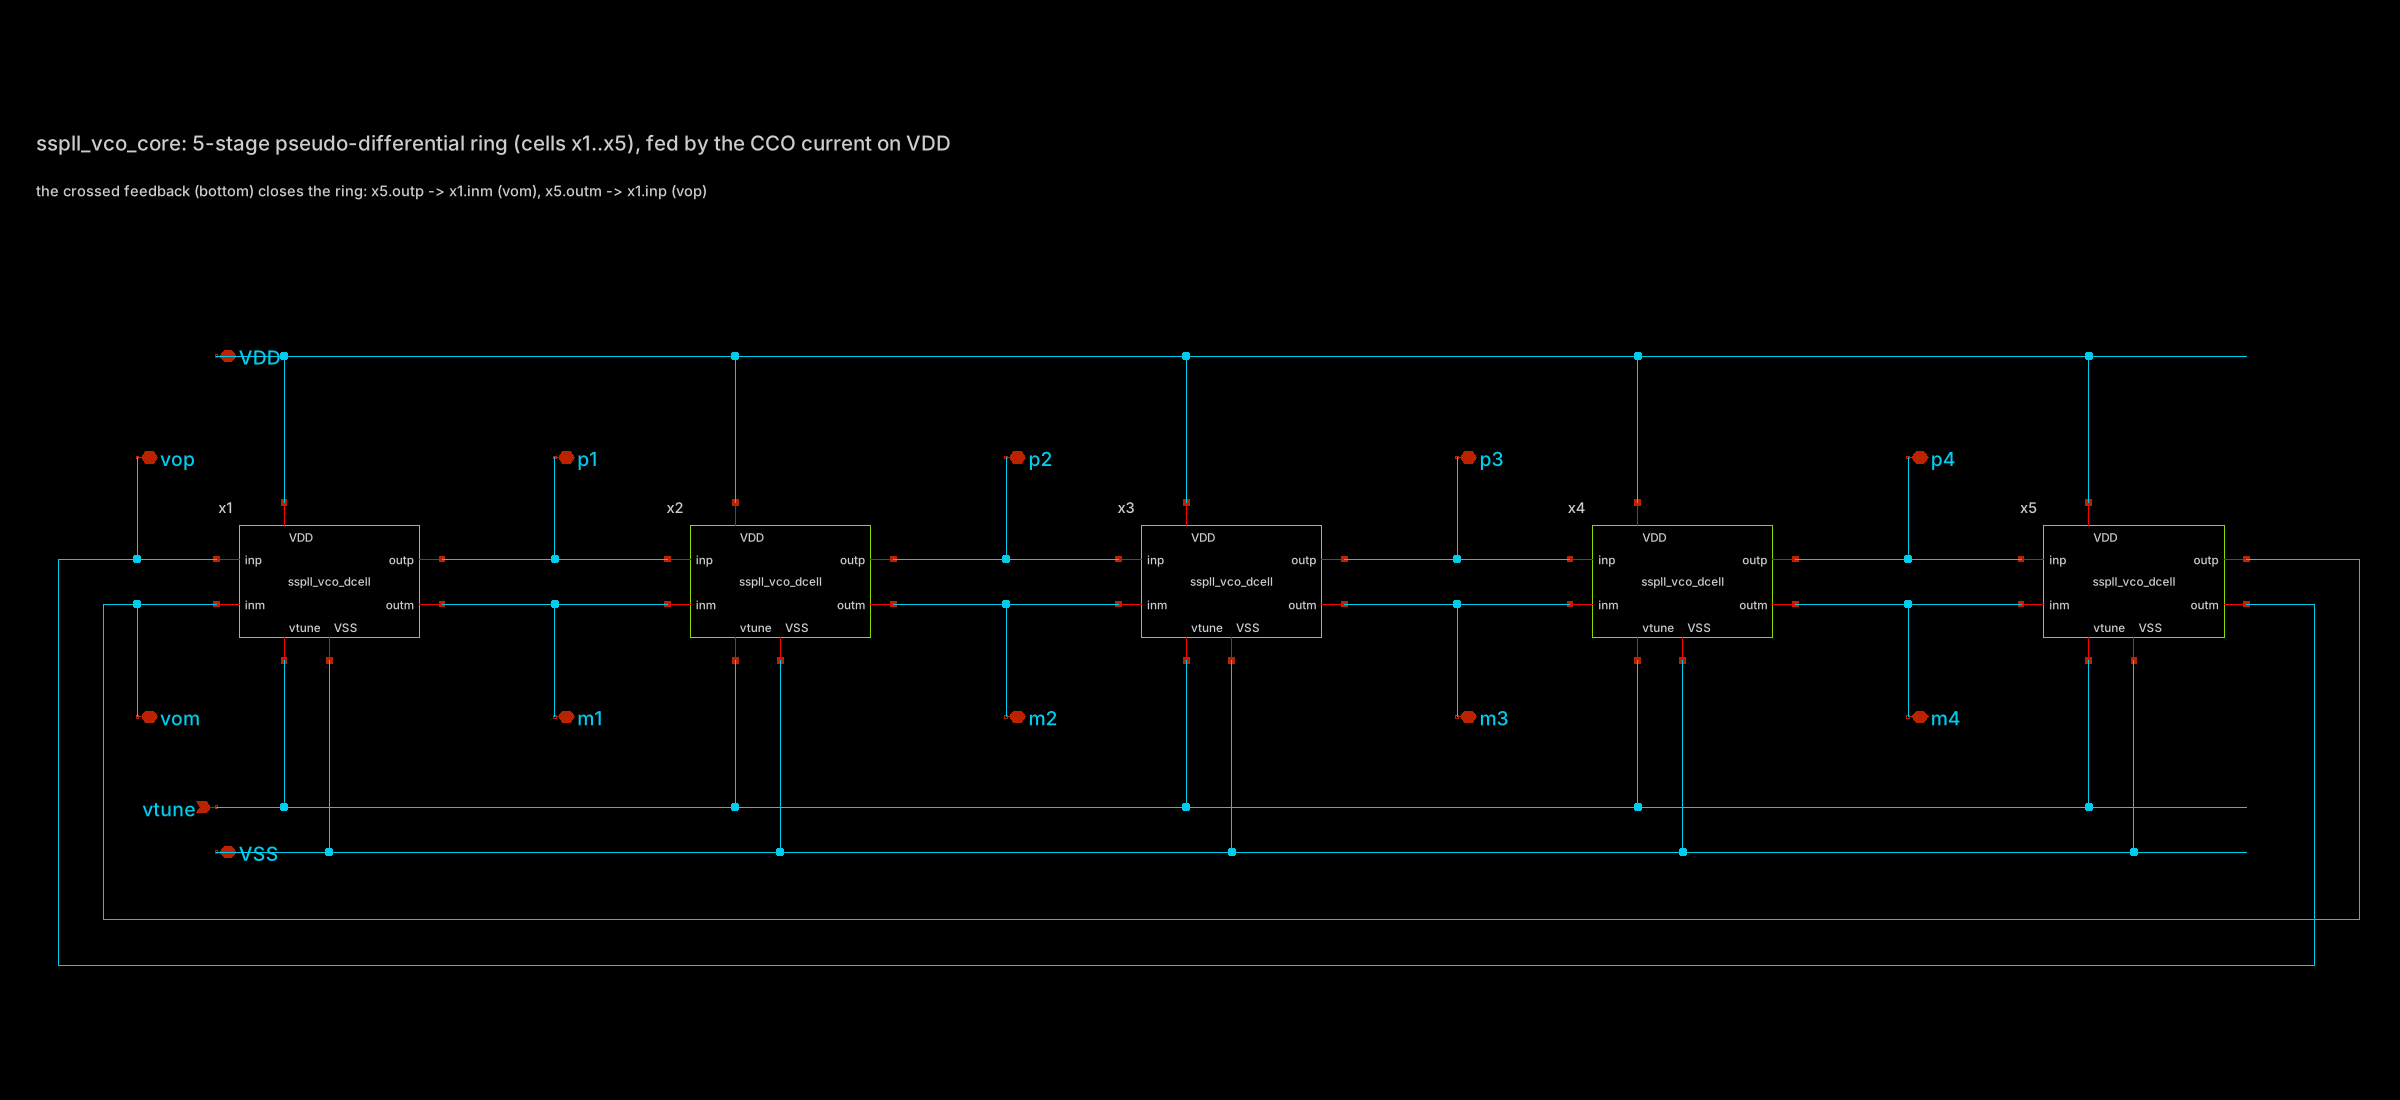 sspll_vco_core: 5-stage pseudo-differential ring (cells x1..x5), fed by the CCO current on VDD
the crossed feedback (bottom) closes the ring: x5.outp -> x1.inm (vom), x5.outm -> x1.inp (vop)
VDD
vop p1 p2 p3 p4
x1 x2 x3 x4 x5
VDD VDD VDD VDD VDD
inp outp inp outp inp outp inp outp inp outp
sspll_vco_dcell sspll_vco_dcell sspll_vco_dcell sspll_vco_dcell sspll_vco_dcell
inm outm inm outm inm outm inm outm inm outm
vtune VSS vtune VSS vtune VSS vtune VSS vtune VSS
vom m1 m2 m3 m4
vtune
VSS